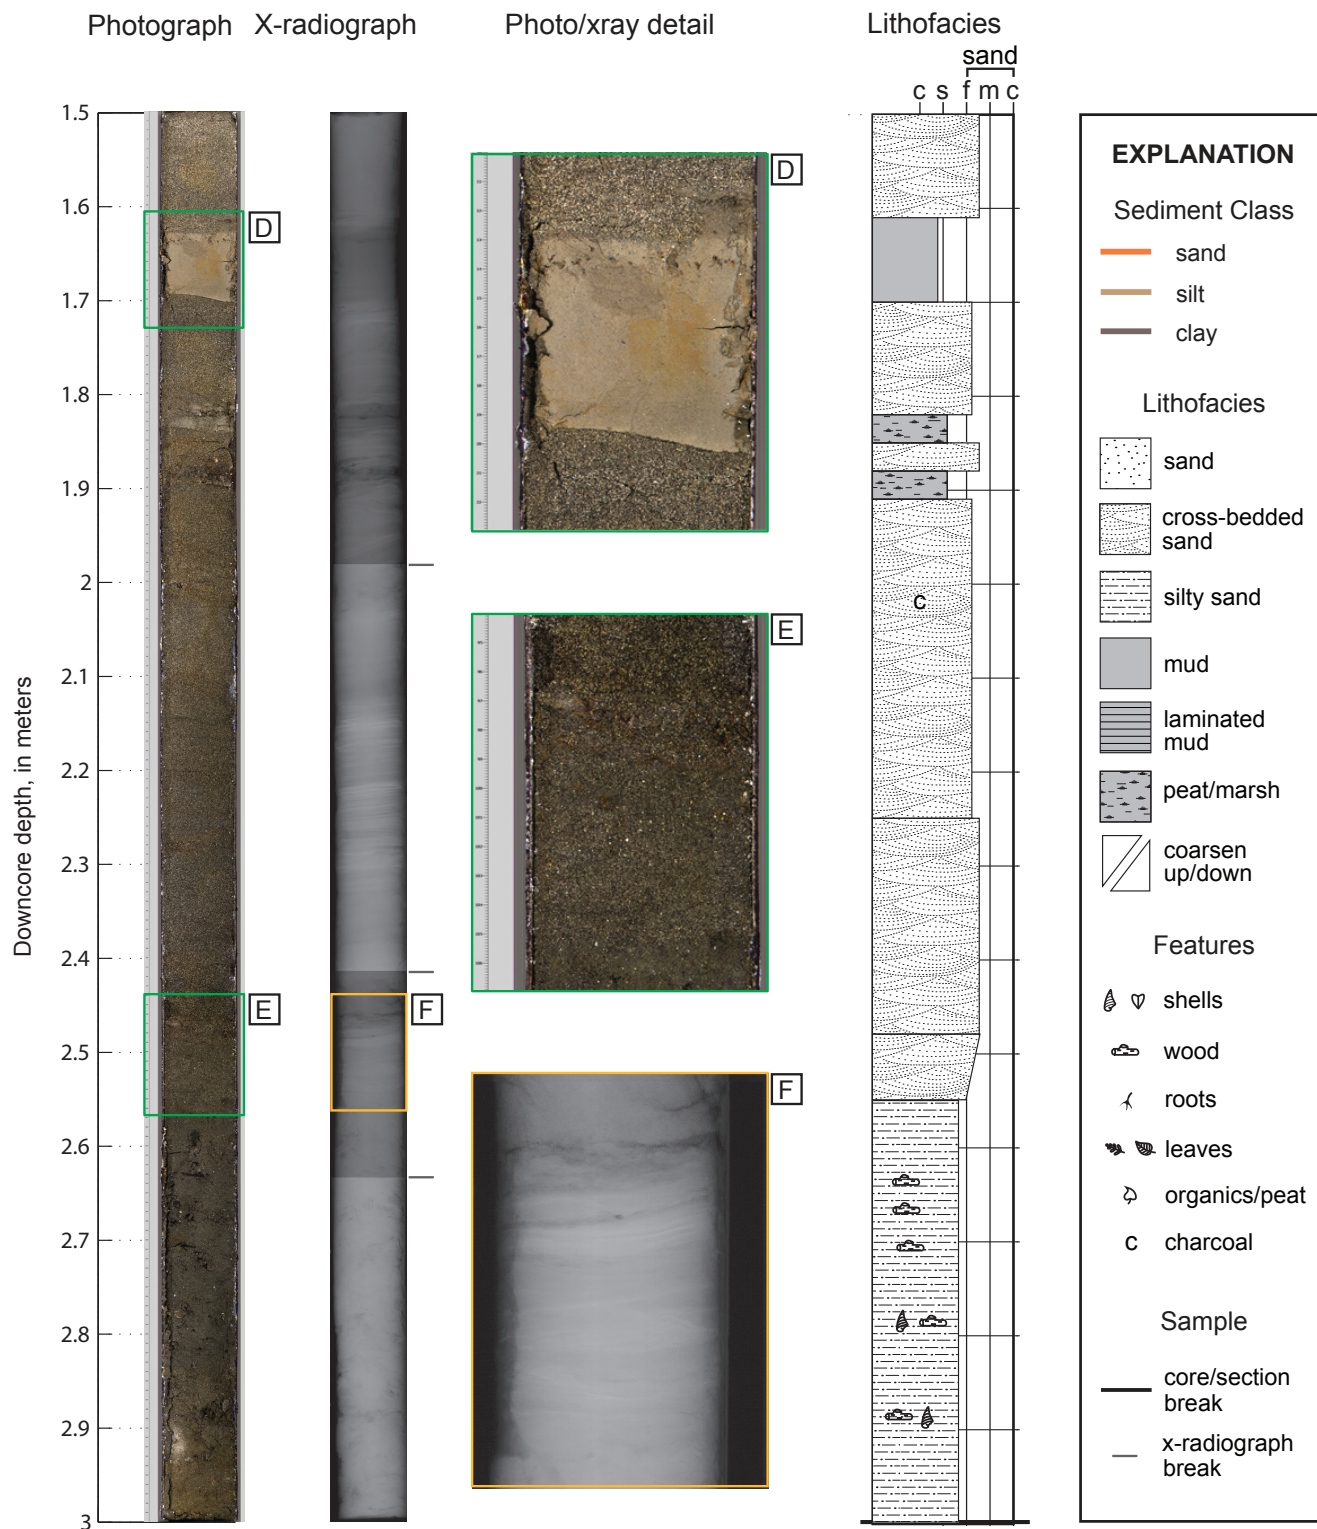 Photograph X-radiograph Photo/xray detail Lithofacies
sand
c s f m c
Downcore depth, in meters
1.5
1.6
1.7
1.8
1.9
2
2.1
2.2
2.3
2.4
2.5
2.6
2.7
2.8
2.9
3
D
E
F
D
E
F
c
EXPLANATION
Sediment Class
sand
silt
clay
Lithofacies
sand
cross-bedded
sand
silty sand
mud
laminated
mud
peat/marsh
coarsen
up/down
Features
shells
wood
roots
leaves
organics/peat
c charcoal
Sample
core/section
break
x-radiograph
break